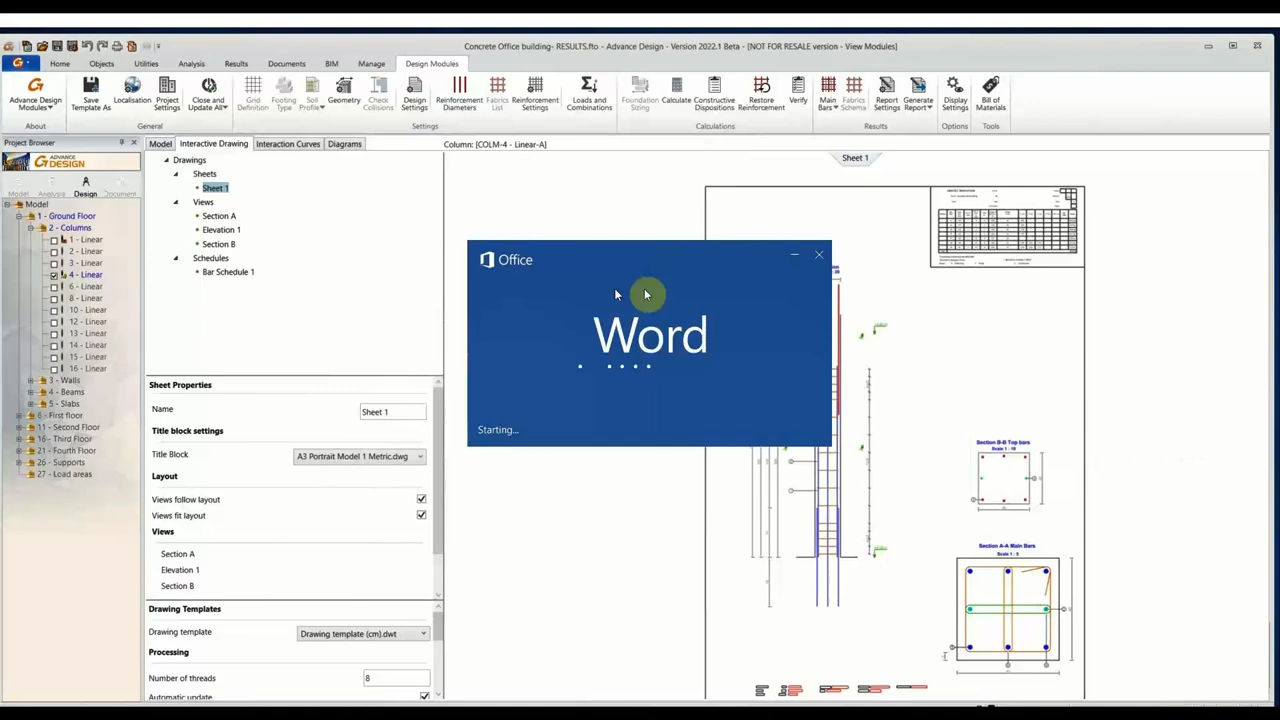 Concrete Office building- RESULTS.fto - Advance Design - Version 2022.1 Beta - [NOT FOR RESALE version - View Modules]
Home Objects Utilities Analysis Results Documents BIM Manage Design Modules
Advance Design Modules
Save Template As
Localisation
Project Settings
Close and Update All
Grid Definition
Footing Type
Soil Profile
Geometry
Check Collisions
Design Settings
Reinforcement Diameters
Fabrics List
Reinforcement Settings
Loads and Combinations
Foundation Sizing
Calculate
Constructive Dispositions
Restore Reinforcement
Verify
Main Bars
Fabrics Schema
Report Settings
Generate Report
Display Settings
Bill of Materials
About General Settings Calculations Results Options Tools
Project Browser
ADVANCE DESIGN
Model Analysis Design Document
Model
1 - Ground Floor
2 - Columns
1 - Linear
2 - Linear
3 - Linear
4 - Linear
6 - Linear
8 - Linear
10 - Linear
12 - Linear
13 - Linear
14 - Linear
15 - Linear
16 - Linear
3 - Walls
4 - Beams
5 - Slabs
6 - First floor
11 - Second Floor
16 - Third Floor
21 - Fourth Floor
26 - Supports
27 - Load areas
Model Interactive Drawing Interaction Curves Diagrams
Column: [COLM-4 - Linear-A]
Drawings
Sheets
Sheet 1
Views
Section A
Elevation 1
Section B
Schedules
Bar Schedule 1
Sheet Properties
Name Sheet 1
Title block settings
Title Block A3 Portrait Model 1 Metric.dwg
Layout
Views follow layout
Views fit layout
Views
Section A
Elevation 1
Section B
Drawing Templates
Drawing template Drawing template (cm).dwt
Processing
Number of threads 8
Automatic update
Sheet 1
Office
Word
Starting...
Section B-B Top bars
Section A-A Main Bars